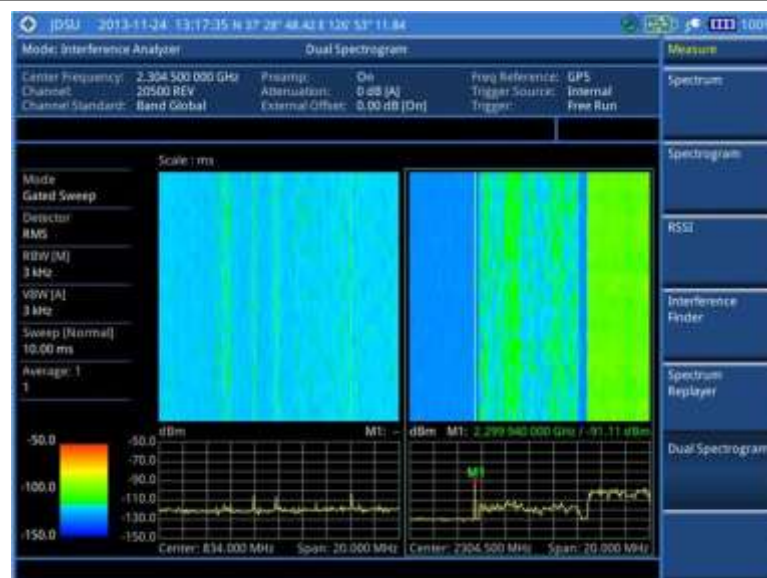 JDSU 2013-11-24 13:17:35 N 37° 28" 48.42 E 126° 53" 11.84
100%
Mode: Interference Analyzer
Dual Spectrogram
Measure
Center Frequency: 2.304 500 000 GHz
Channel: 20500 REV
Channel Standard: Band Global
Preamp: On
Attenuation: 0 dB [A]
External Offset: 0.00 dB [On]
Freq Reference: GPS
Trigger Source: Internal
Trigger: Free Run
Scale : ms
Mode
Gated Sweep
Detector
RMS
RBW [M]
3 kHz
VBW [A]
3 kHz
Sweep [Normal]
10.00 ms
Average: 1
1
-50.0
-100.0
-150.0
dBm
M1: --
-50.0
-70.0
-90.0
-110.0
-130.0
-150.0
Center: 834.000 MHz Span: 20.000 MHz
dBm M1: 2.299 940 000 GHz / -91.11 dBm
M1
Center: 2304.500 MHz Span: 20.000 MHz
Spectrum
Spectrogram
RSSI
Interference
Finder
Spectrum
Replayer
Dual Spectrogram